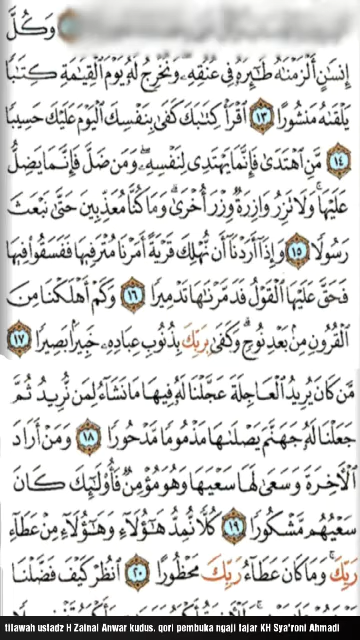 وَكُلَّ
إِنسَٰنٍ أَلْزَمْنَٰهُ طَٰٓئِرَهُۥ فِى عُنُقِهِۦ وَنُخْرِجُ لَهُۥ يَوْمَ ٱلْقِيَٰمَةِ كِتَٰبًا
يَلْقَىٰهُ مَنشُورًا ١٣ ٱقْرَأْ كِتَٰبَكَ كَفَىٰ بِنَفْسِكَ ٱلْيَوْمَ عَلَيْكَ حَسِيبًا
١٤ مَّنِ ٱهْتَدَىٰ فَإِنَّمَا يَهْتَدِى لِنَفْسِهِۦ وَمَن ضَلَّ فَإِنَّمَا يَضِلُّ
عَلَيْهَا وَلَا تَزِرُ وَازِرَةٌ وِزْرَ أُخْرَىٰ وَمَا كُنَّا مُعَذِّبِينَ حَتَّىٰ نَبْعَثَ
رَسُولًا ١٥ وَإِذَآ أَرَدْنَآ أَن نُّهْلِكَ قَرْيَةً أَمَرْنَا مُتْرَفِيهَا فَفَسَقُوا۟ فِيهَا
فَحَقَّ عَلَيْهَا ٱلْقَوْلُ فَدَمَّرْنَٰهَا تَدْمِيرًا ١٦ وَكَمْ أَهْلَكْنَا مِنَ
ٱلْقُرُونِ مِنۢ بَعْدِ نُوحٍ وَكَفَىٰ بِرَبِّكَ بِذُنُوبِ عِبَادِهِۦ خَبِيرًۢا بَصِيرًا ١٧
مَّن كَانَ يُرِيدُ ٱلْعَاجِلَةَ عَجَّلْنَا لَهُۥ فِيهَا مَا نَشَآءُ لِمَن نُّرِيدُ ثُمَّ
جَعَلْنَا لَهُۥ جَهَنَّمَ يَصْلَىٰهَا مَذْمُومًا مَّدْحُورًا ١٨ وَمَنْ أَرَادَ
ٱلْءَاخِرَةَ وَسَعَىٰ لَهَا سَعْيَهَا وَهُوَ مُؤْمِنٌ فَأُو۟لَٰٓئِكَ كَانَ
سَعْيُهُم مَّشْكُورًا ١٩ كُلًّا نُّمِدُّ هَٰٓؤُلَآءِ وَهَٰٓؤُلَآءِ مِنْ عَطَآءِ
رَبِّكَ وَمَا كَانَ عَطَآءُ رَبِّكَ مَحْظُورًا ٢٠ ٱنظُرْ كَيْفَ فَضَّلْنَا
tilawah ustadz H Zainal Anwar kudus. qori pembuka ngaji fajar KH Sya'roni Ahmadi